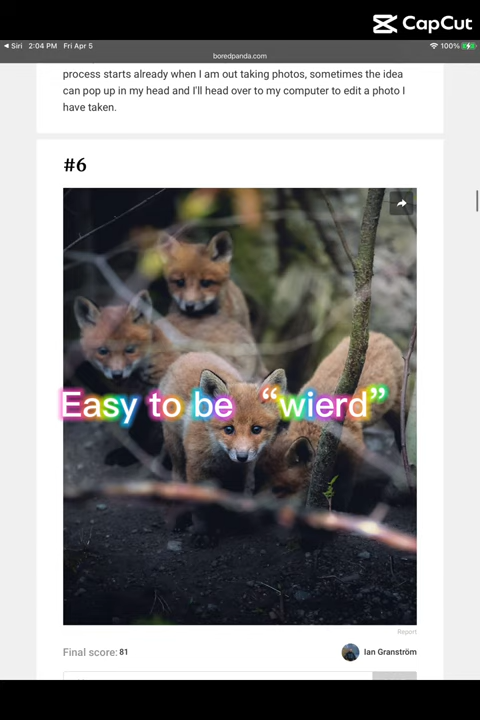 CapCut
Siri 2:04 PM Fri Apr 5 100%
boredpanda.com
process starts already when I am out taking photos, sometimes the idea
can pop up in my head and I'll head over to my computer to edit a photo I
have taken.
#6
Easy to be “wierd”
Report
Final score: 81 Ian Granström